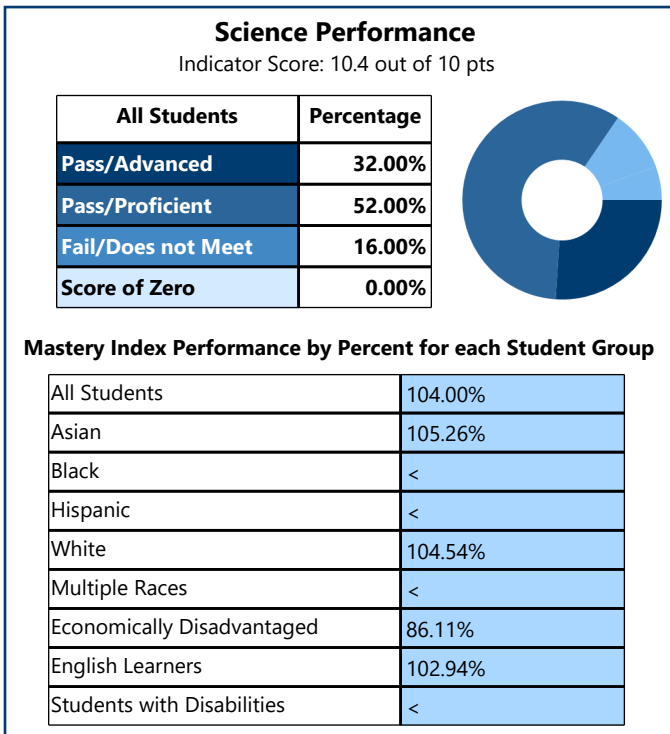 Science Performance
Indicator Score: 10.4 out of 10 pts
All Students Percentage
Pass/Advanced 32.00%
Pass/Proficient 52.00%
Fail/Does not Meet 16.00%
Score of Zero 0.00%
Mastery Index Performance by Percent for each Student Group
All Students 104.00%
Asian 105.26%
Black <
Hispanic <
White 104.54%
Multiple Races <
Economically Disadvantaged 86.11%
English Learners 102.94%
Students with Disabilities <